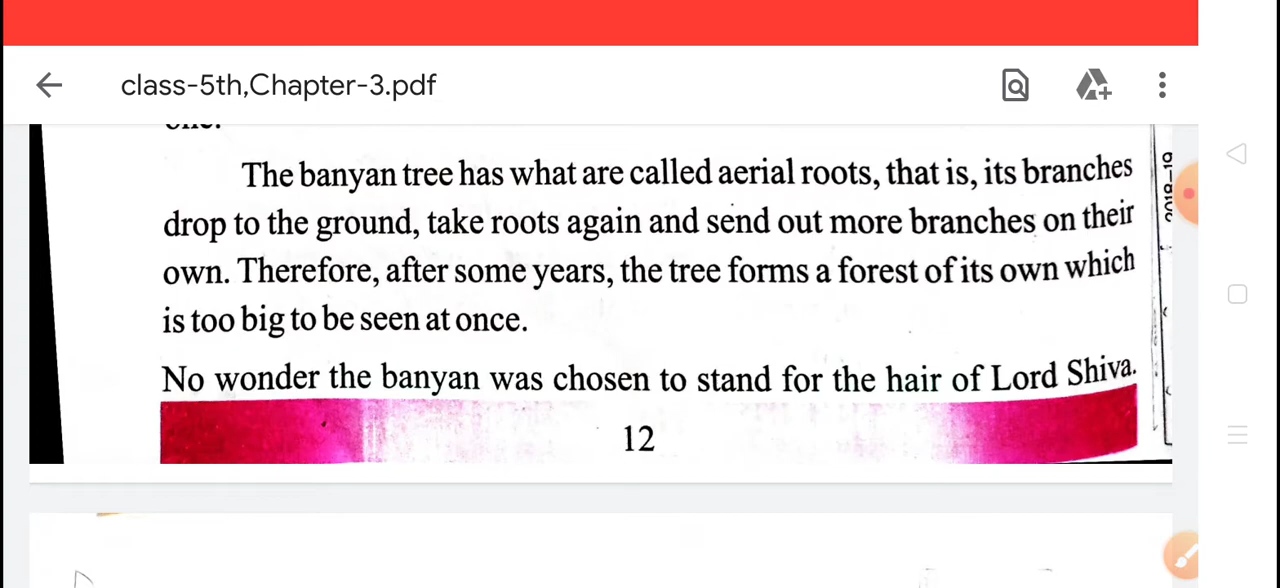 class-5th,Chapter-3.pdf
one.
The banyan tree has what are called aerial roots, that is, its branches
drop to the ground, take roots again and send out more branches on their
own. Therefore, after some years, the tree forms a forest of its own which
is too big to be seen at once.
No wonder the banyan was chosen to stand for the hair of Lord Shiva.
12
2018-19